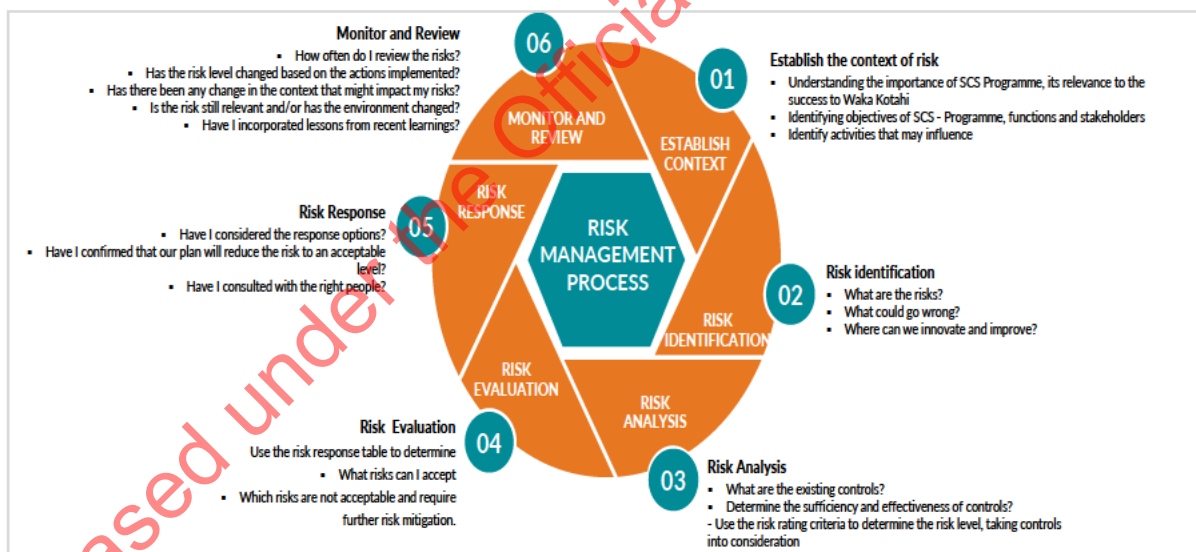 Monitor and Review
▪ How often do I review the risks?
▪ Has the risk level changed based on the actions implemented?
▪ Has there been any change in the context that might impact my risks?
▪ Is the risk still relevant and/or has the environment changed?
▪ Have I incorporated lessons from recent learnings?
06
MONITOR AND
REVIEW
01
Establish the context of risk
▪ Understanding the importance of SCS Programme, its relevance to the
success to Waka Kotahi
▪ Identifying objectives of SCS - Programme, functions and stakeholders
▪ Identify activities that may influence
ESTABLISH
CONTEXT
RISK
RESPONSE
Risk Response
▪ Have I considered the response options?
▪ Have I confirmed that our plan will reduce the risk to an acceptable
level?
▪ Have I consulted with the right people?
05
RISK
MANAGEMENT
PROCESS
02
Risk identification
▪ What are the risks?
▪ What could go wrong?
▪ Where can we innovate and improve?
RISK
IDENTIFICATION
RISK
EVALUATION
RISK
ANALYSIS
Risk Evaluation
Use the risk response table to determine
▪ What risks can I accept
▪ Which risks are not acceptable and require
further risk mitigation.
04
03
Risk Analysis
▪ What are the existing controls?
▪ Determine the sufficiency and effectiveness of controls?
- Use the risk rating criteria to determine the risk level, taking controls
into consideration
ased under the Official